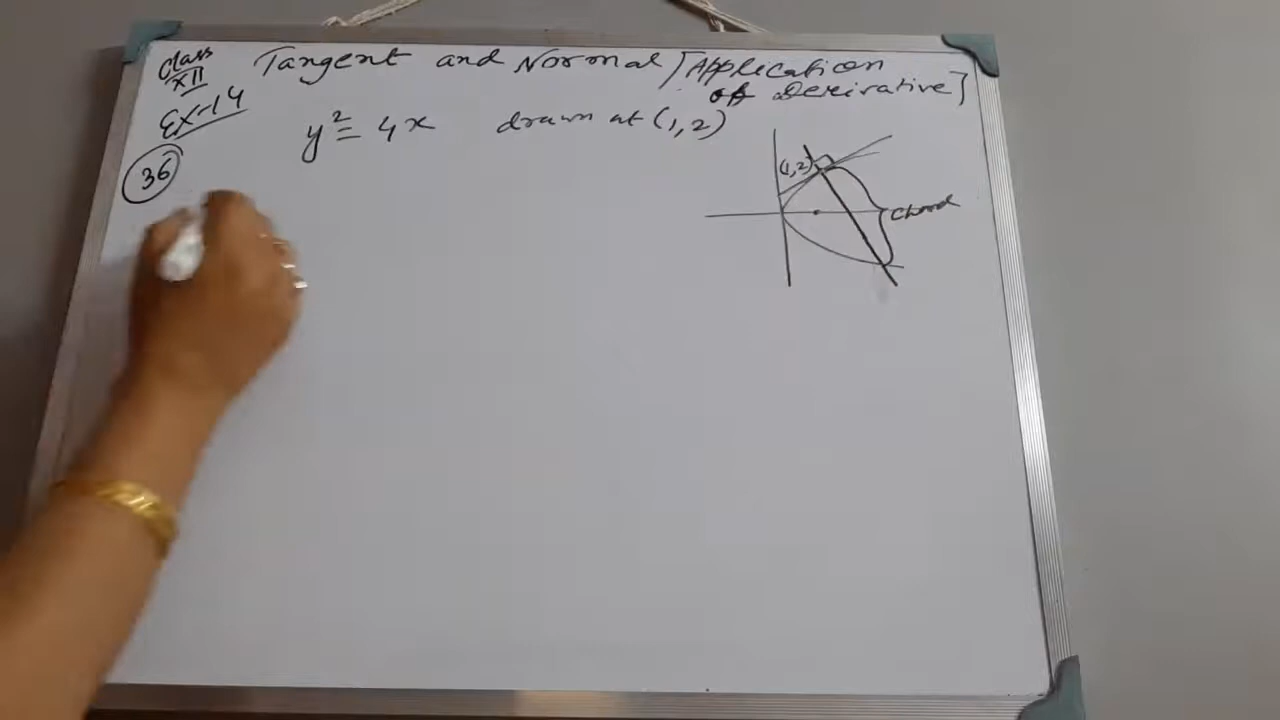 Class XII
Tangent and Normal [Application of Derivative]
EX-14
y² = 4x drawn at (1,2)
36
(1,2)
Chord